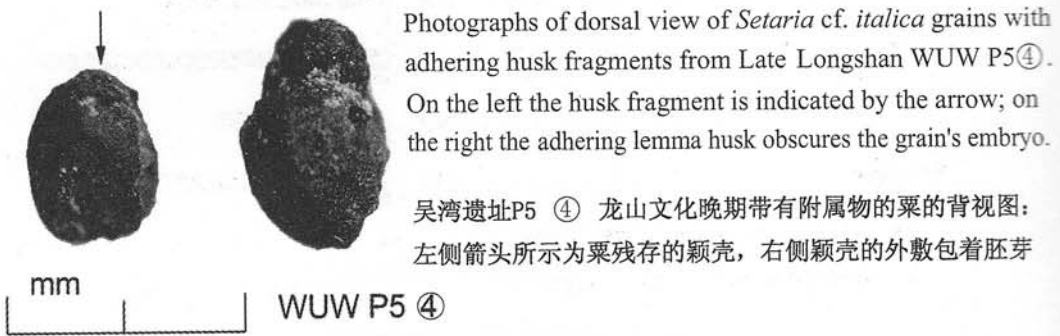 Photographs of dorsal view of Setaria cf. italica grains with
adhering husk fragments from Late Longshan WUW P5④.
On the left the husk fragment is indicated by the arrow; on
the right the adhering lemma husk obscures the grain's embryo.
吴湾遗址P5 ④ 龙山文化晚期带有附属物的粟的背视图：
左侧箭头所示为粟残存的颖壳，右侧颖壳的外敷包着胚芽
mm
WUW P5 ④